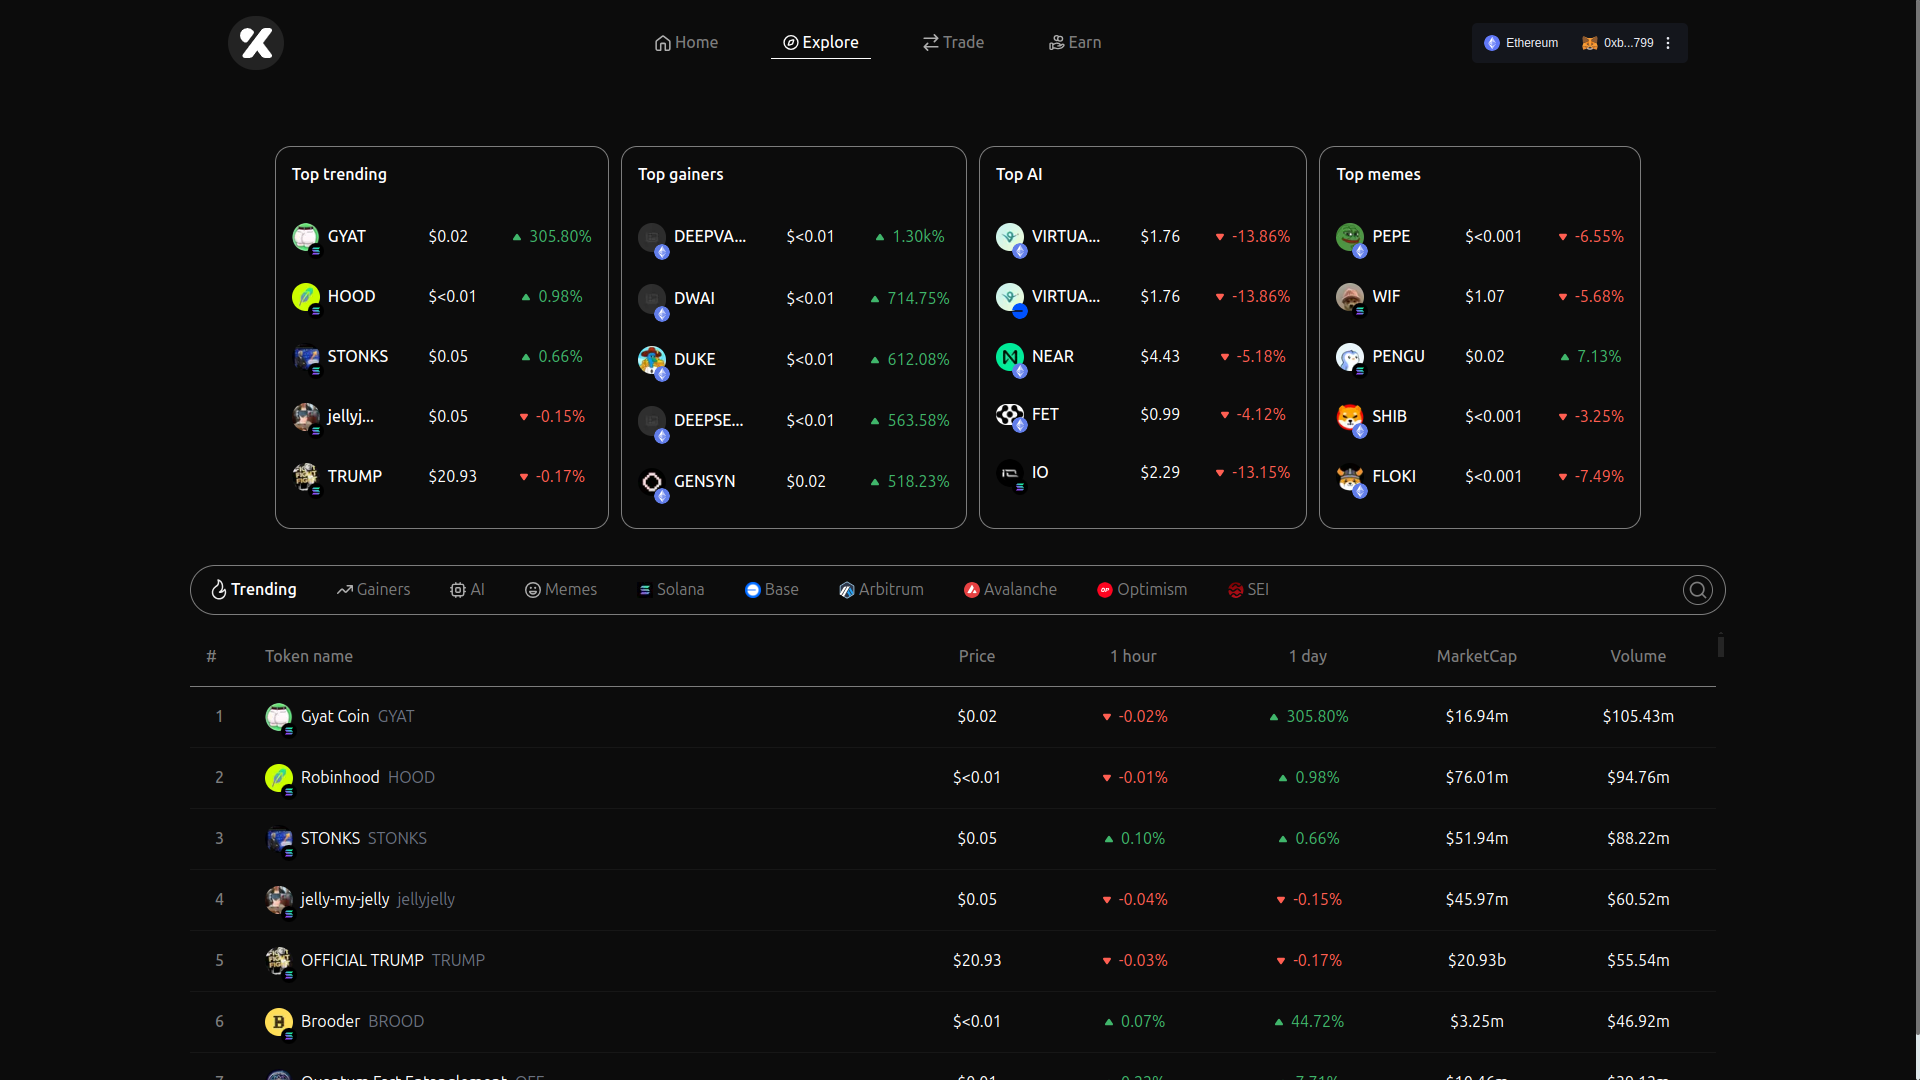 Home
Explore
Trade
Earn
Ethereum
0xb...799
Top trending
GYAT $0.02 305.80%
HOOD $<0.01 0.98%
STONKS $0.05 0.66%
jellyj... $0.05 -0.15%
TRUMP $20.93 -0.17%
Top gainers
DEEPVA... $<0.01 1.30k%
DWAI $<0.01 714.75%
DUKE $<0.01 612.08%
DEEPSE... $<0.01 563.58%
GENSYN $0.02 518.23%
Top AI
VIRTUA... $1.76 -13.86%
VIRTUA... $1.76 -13.86%
NEAR $4.43 -5.18%
FET $0.99 -4.12%
IO $2.29 -13.15%
Top memes
PEPE $<0.001 -6.55%
WIF $1.07 -5.68%
PENGU $0.02 7.13%
SHIB $<0.001 -3.25%
FLOKI $<0.001 -7.49%
Trending Gainers AI Memes Solana Base Arbitrum Avalanche Optimism SEI
# Token name Price 1 hour 1 day MarketCap Volume
1 Gyat Coin GYAT $0.02 -0.02% 305.80% $16.94m $105.43m
2 Robinhood HOOD $<0.01 -0.01% 0.98% $76.01m $94.76m
3 STONKS STONKS $0.05 0.10% 0.66% $51.94m $88.22m
4 jelly-my-jelly jellyjelly $0.05 -0.04% -0.15% $45.97m $60.52m
5 OFFICIAL TRUMP TRUMP $20.93 -0.03% -0.17% $20.93b $55.54m
6 Brooder BROOD $<0.01 0.07% 44.72% $3.25m $46.92m